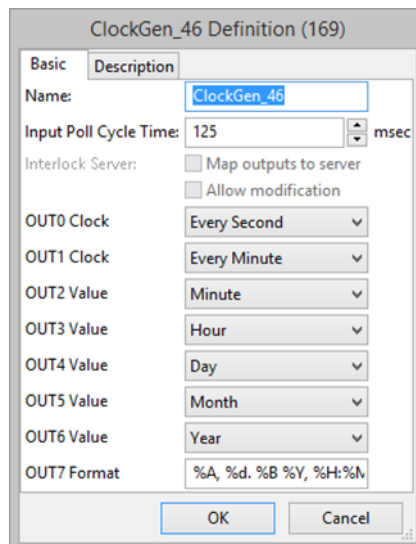 ClockGen_46 Definition (169)
Basic Description
Name: ClockGen_46
Input Poll Cycle Time: 125 msec
Interlock Server: Map outputs to server
Allow modification
OUT0 Clock Every Second
OUT1 Clock Every Minute
OUT2 Value Minute
OUT3 Value Hour
OUT4 Value Day
OUT5 Value Month
OUT6 Value Year
OUT7 Format %A, %d. %B %Y, %H:%M
OK Cancel